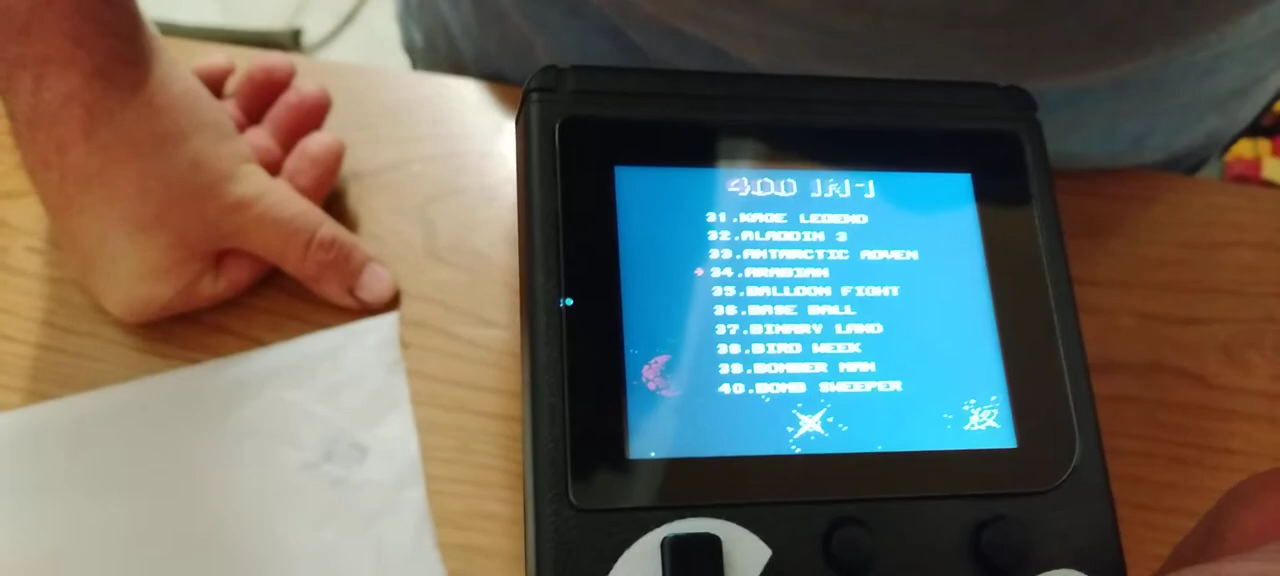 400 IN-1
31.KAGE LEGEND
32.ALADDIN 3
33.ANTARCTIC ADVEN
34.ARABIAN
35.BALLOON FIGHT
36.BASE BALL
37.BINARY LAND
38.BIRD WEEK
39.BOMBER MAN
40.BOMB SWEEPER